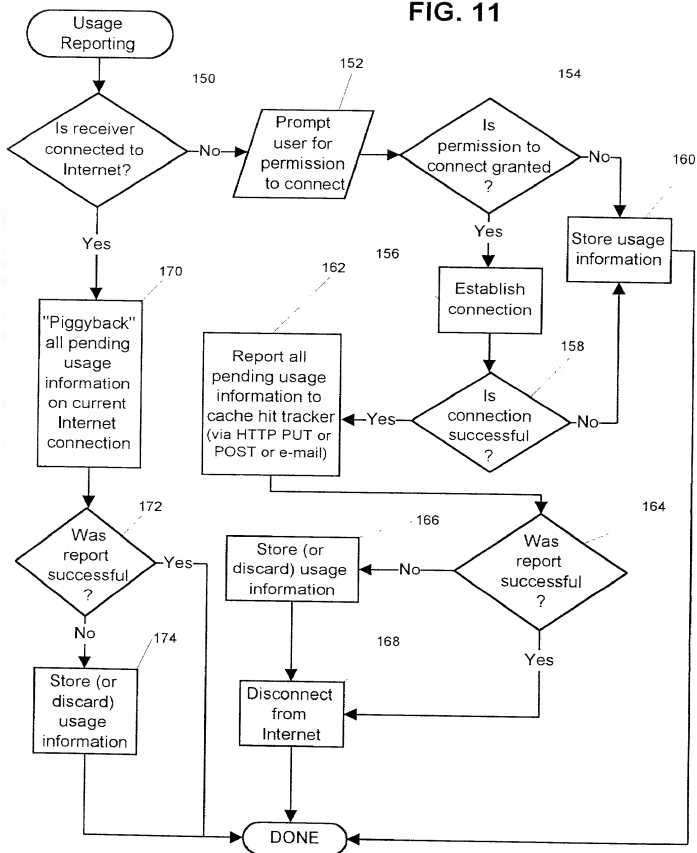 FIG. 11
Usage
Reporting
150
Is receiver
connected to
Internet?
No
152
Prompt
user for
permission
to connect
154
Is
permission to
connect granted
?
No
160
Store usage
information
Yes
Yes
156
Establish
connection
170
"Piggyback"
all pending
usage
information
on current
Internet
connection
162
Report all
pending usage
information to
cache hit tracker
(via HTTP PUT or
POST or e-mail)
158
Is
connection
successful
?
Yes
No
172
Was
report
successful
?
Yes
No
166
Store (or
discard) usage
information
164
Was
report
successful
?
No
Yes
174
Store (or
discard)
usage
information
168
Disconnect
from
Internet
DONE